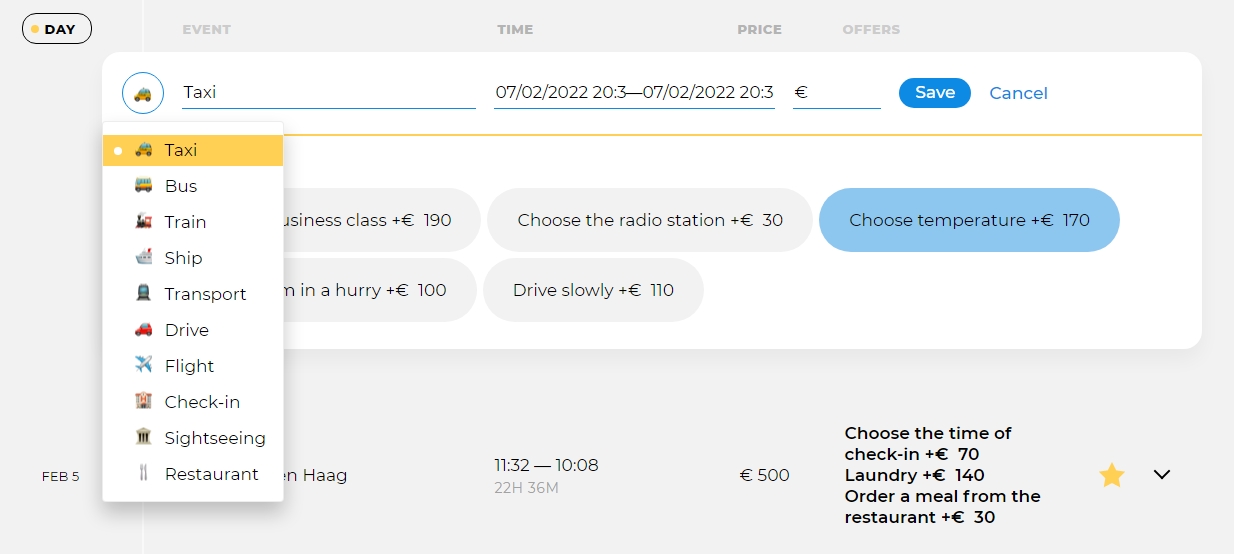 DAY EVENT TIME PRICE OFFERS
Taxi 07/02/2022 20:3—07/02/2022 20:3 € Save Cancel
Taxi
Bus
Train
Ship
Transport
Drive
Flight
Check-in
Sightseeing
Restaurant
class +€ 190 Choose the radio station +€ 30 Choose temperature +€ 170
in a hurry +€ 100 Drive slowly +€ 110
FEB 5 Haag 11:32 — 10:08 € 500
22H 36M
Choose the time of
check-in +€ 70
Laundry +€ 140
Order a meal from the
restaurant +€ 30